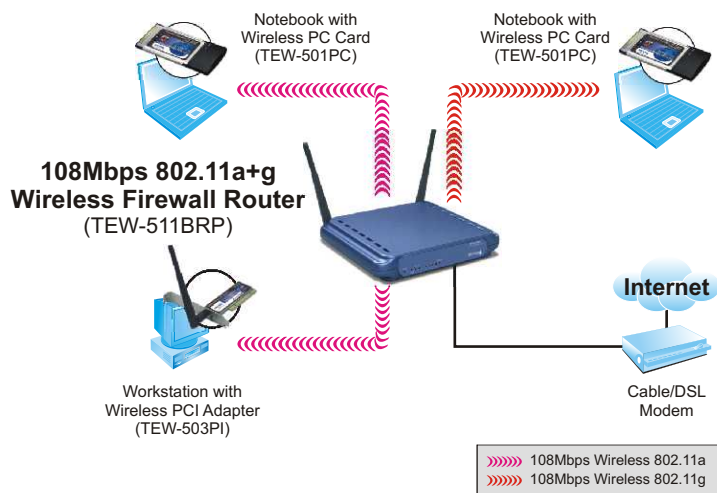 Notebook with
Wireless PC Card
(TEW-501PC)
Notebook with
Wireless PC Card
(TEW-501PC)
108Mbps 802.11a+g
Wireless Firewall Router
(TEW-511BRP)
Internet
Workstation with
Wireless PCI Adapter
(TEW-503PI)
Cable/DSL
Modem
108Mbps Wireless 802.11a
108Mbps Wireless 802.11g